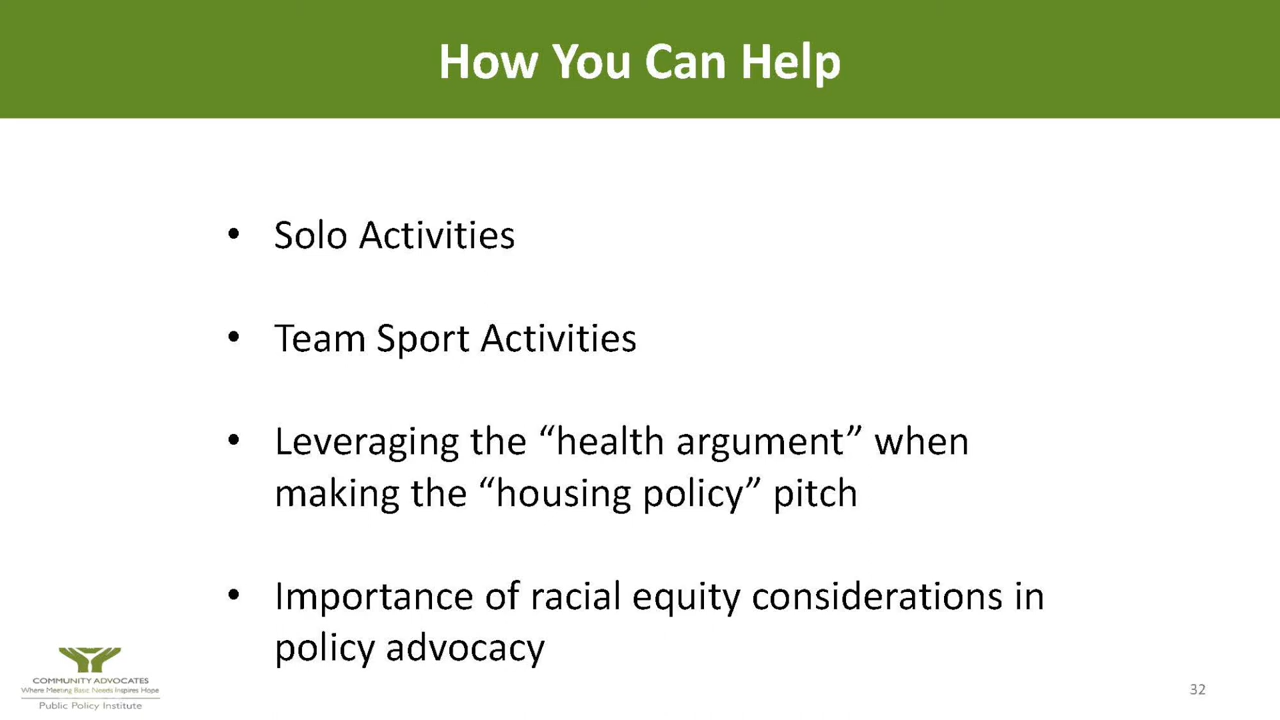 How You Can Help
• Solo Activities
• Team Sport Activities
• Leveraging the “health argument” when
making the “housing policy” pitch
• Importance of racial equity considerations in
policy advocacy
COMMUNITY ADVOCATES
Where Meeting Basic Needs Inspires Hope
Public Policy Institute
32